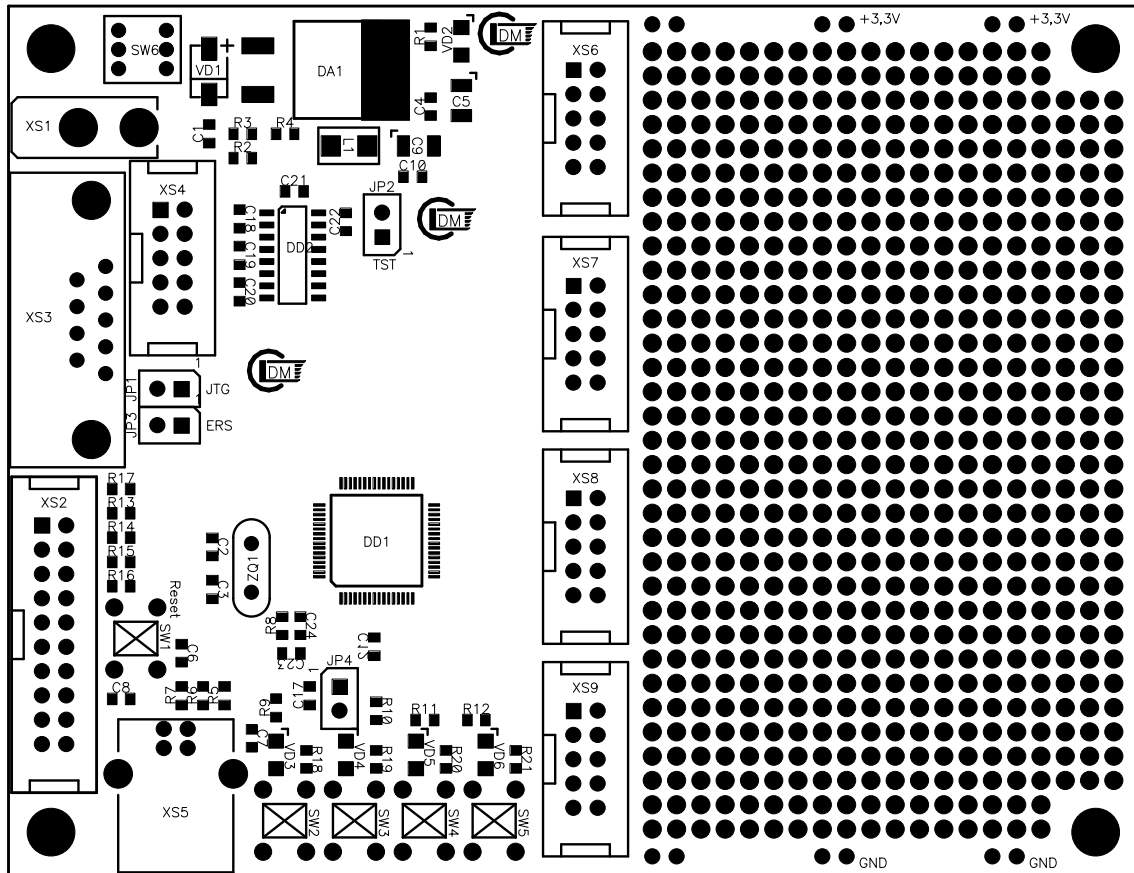 +3,3V
+3,3V
SW6
VD1
+
DA1
R1
VD2
DM
XS6
XS1
C1
R3
R4
R2
L1
C4
C5
C9
C10
XS4
C21
JP2
C18
C19
C20
DD2
C22
1
TST
DM
XS7
XS3
1
JP1
JTG
1
JP3
ERS
DM
XS2
R17
R13
R14
R15
R16
C2
C3
ZQ1
DD1
XS8
Reset
SW1
C6
R8
C24
C23
C12
JP4
1
C8
R7
R6
R5
C7
R9
C17
R10
R11
R12
XS9
VD3
R18
VD4
R19
VD5
R20
VD6
R21
XS5
SW2
SW3
SW4
SW5
GND
GND